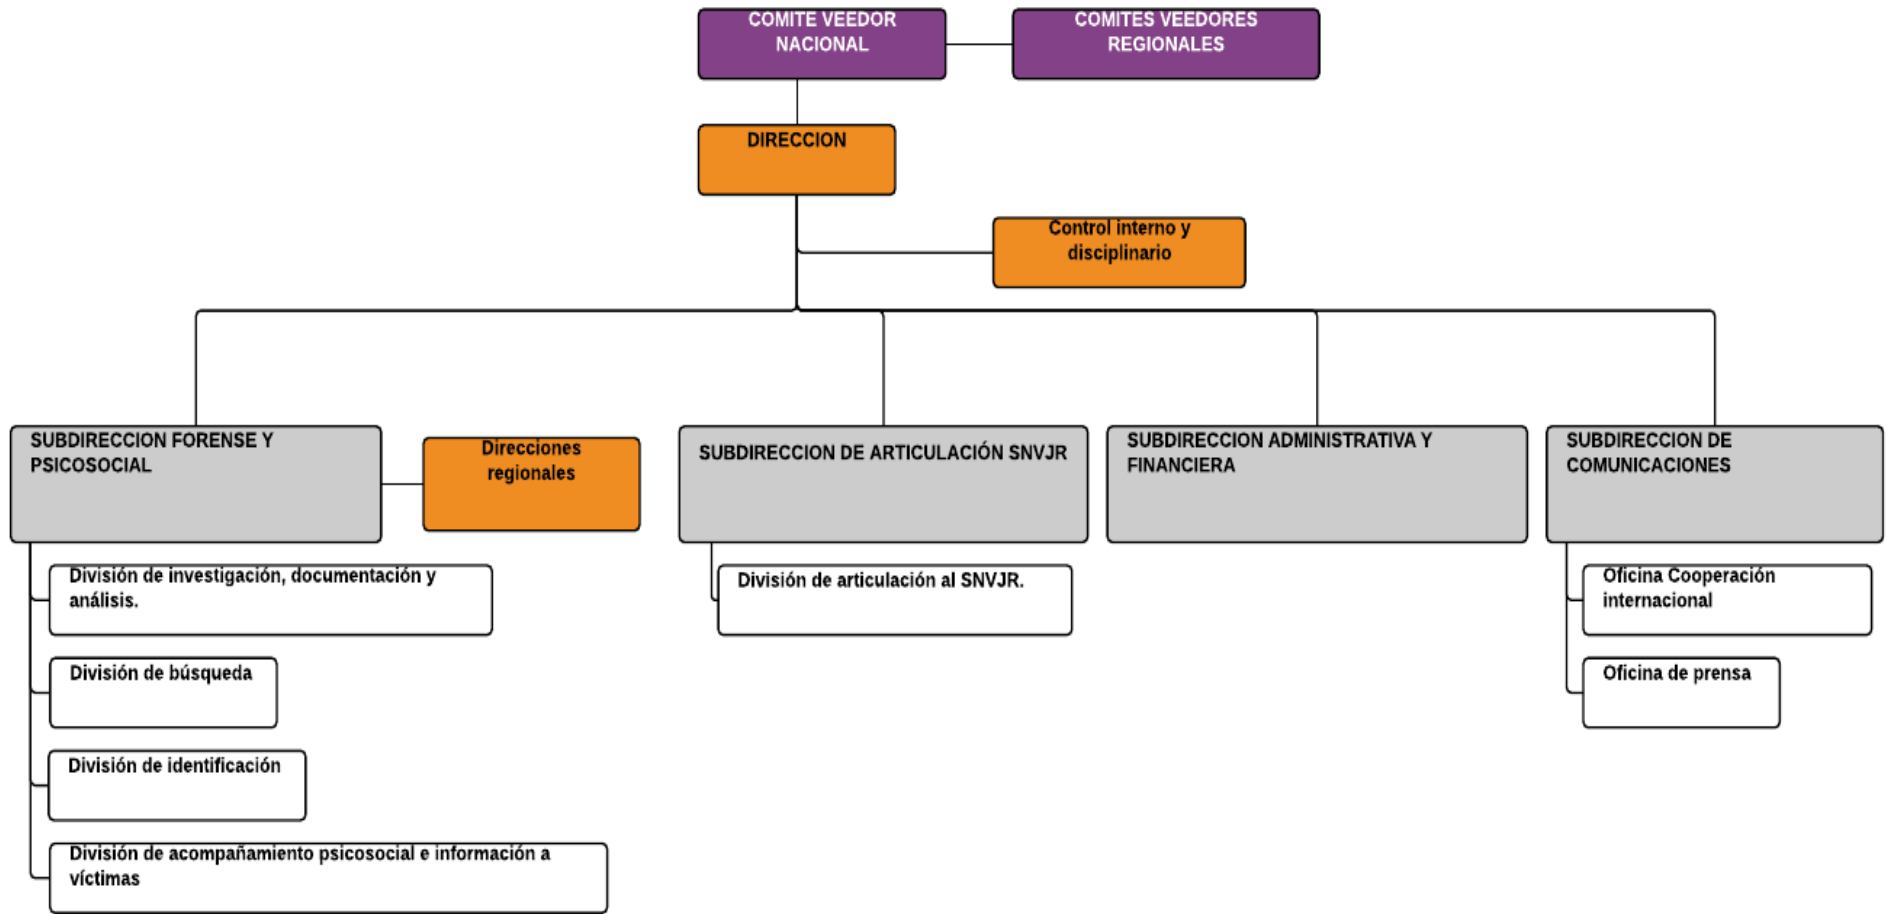 COMITE VEEDOR
NACIONAL
COMITES VEEDORES
REGIONALES
DIRECCION
Control interno y
disciplinario
SUBDIRECCION FORENSE Y
PSICOSOCIAL
Direcciones
regionales
SUBDIRECCION DE ARTICULACIÓN SNVJR
SUBDIRECCION ADMINISTRATIVA Y
FINANCIERA
SUBDIRECCION DE
COMUNICACIONES
División de investigación, documentación y
análisis.
División de búsqueda
División de identificación
División de acompañamiento psicosocial e información a
víctimas
División de articulación al SNVJR.
Oficina Cooperación
internacional
Oficina de prensa